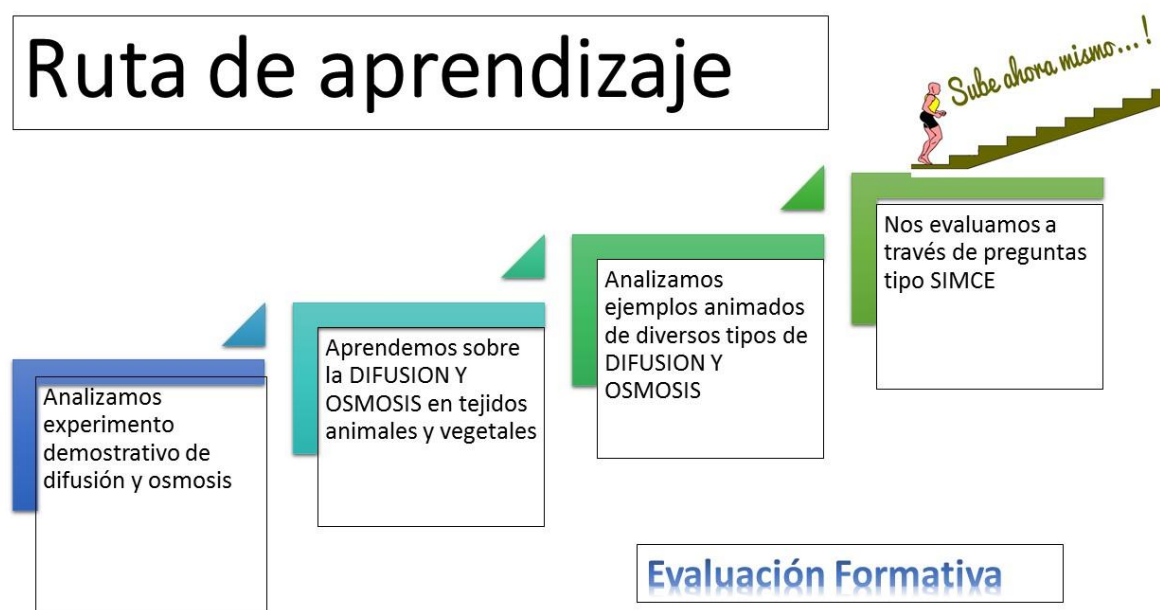 Ruta de aprendizaje
Sube ahora mismo...!
Analizamos
experimento
demostrativo de
difusión y osmosis
Aprendemos sobre
la DIFUSION Y
OSMOSIS en tejidos
animales y vegetales
Analizamos
ejemplos animados
de diversos tipos de
DIFUSION Y
OSMOSIS
Nos evaluamos a
través de preguntas
tipo SIMCE
Evaluación Formativa